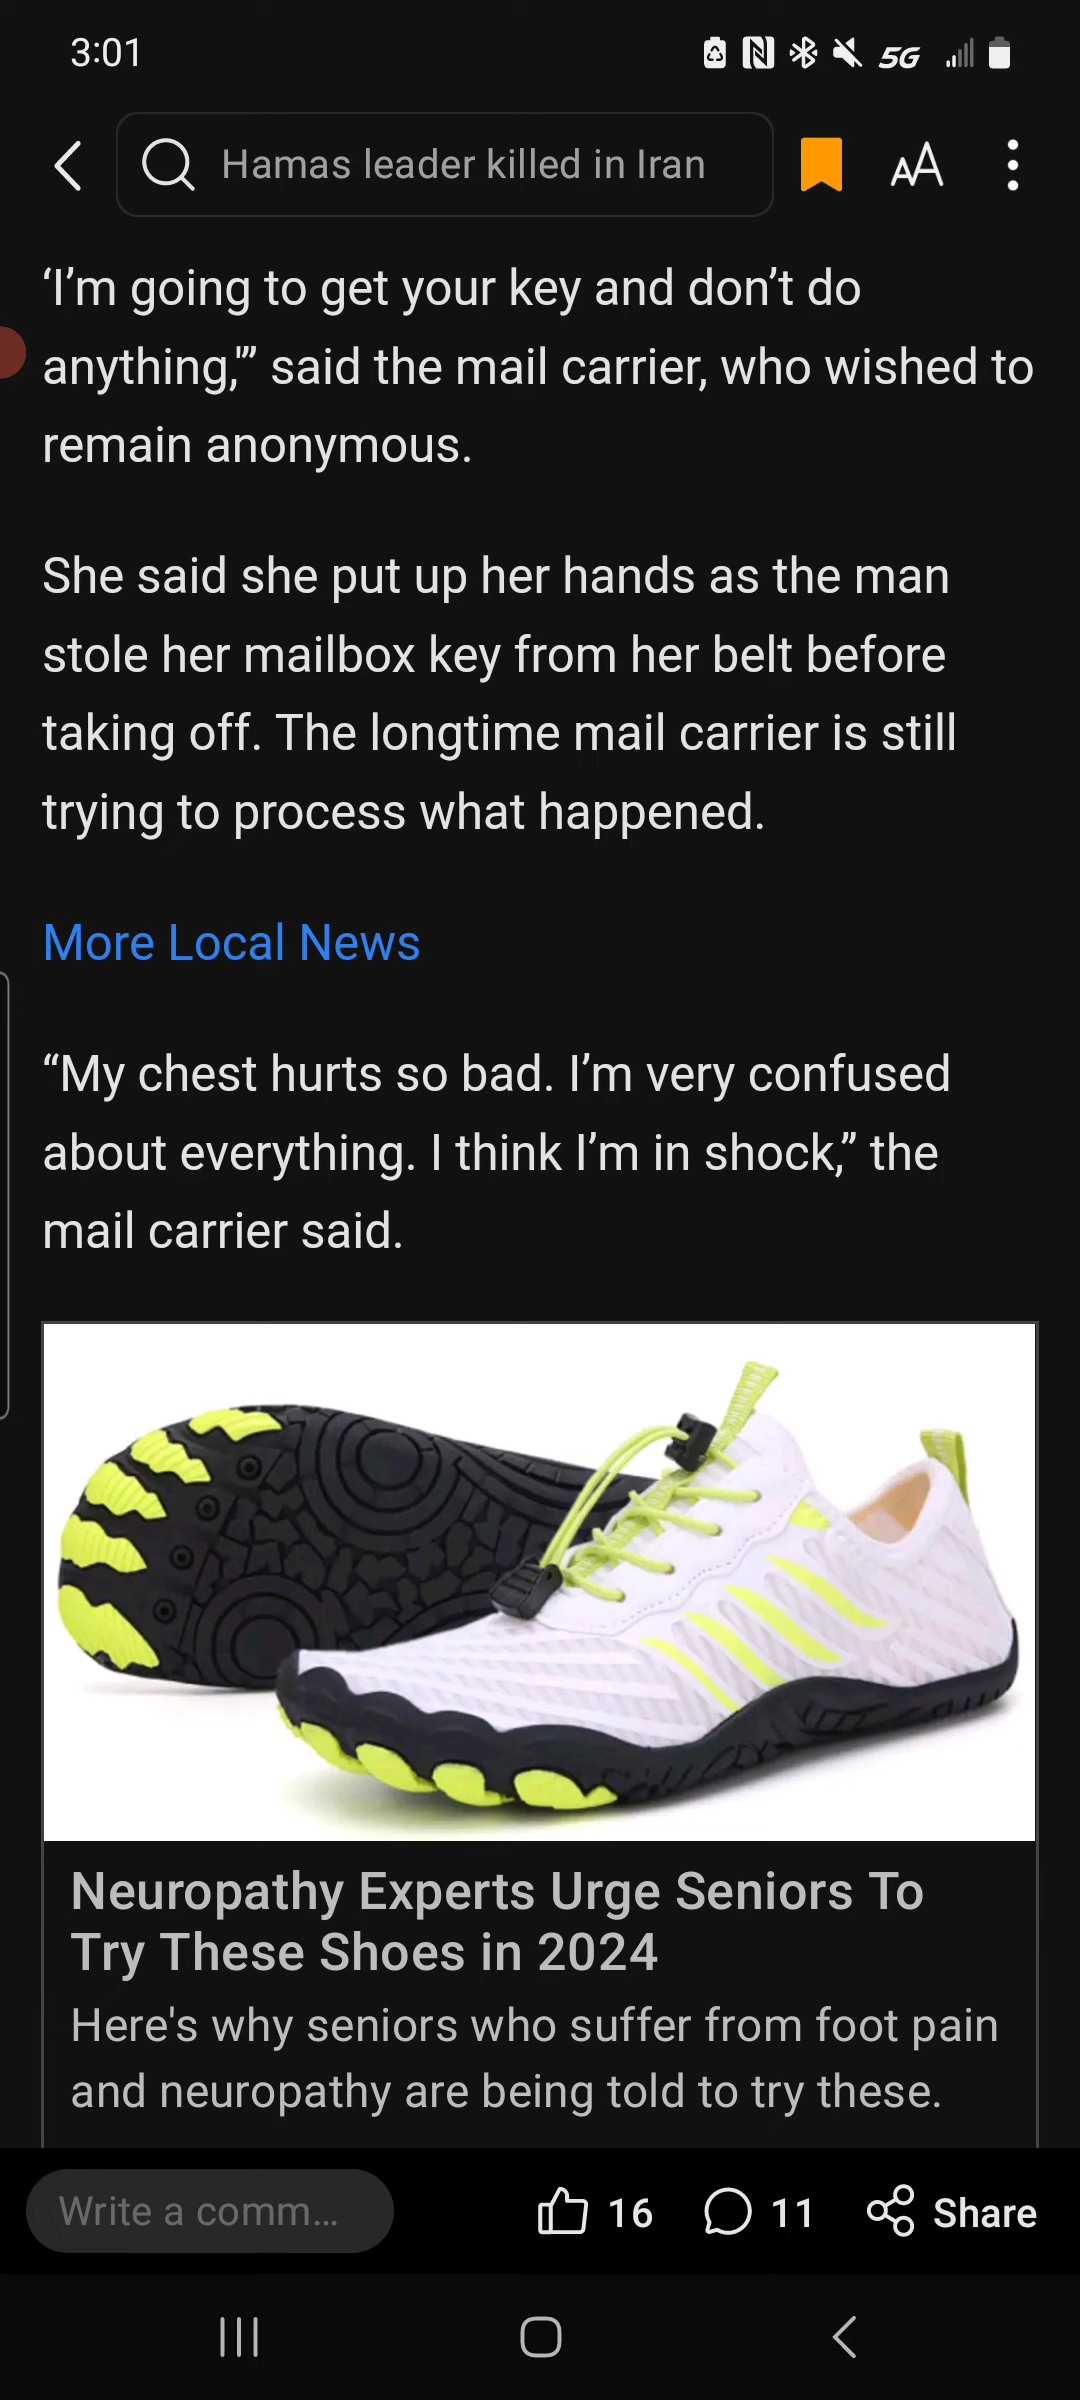 3:01
5G
Hamas leader killed in Iran
AA
‘I’m going to get your key and don’t do
anything,'” said the mail carrier, who wished to
remain anonymous.
She said she put up her hands as the man
stole her mailbox key from her belt before
taking off. The longtime mail carrier is still
trying to process what happened.
More Local News
“My chest hurts so bad. I’m very confused
about everything. I think I’m in shock,” the
mail carrier said.
Neuropathy Experts Urge Seniors To
Try These Shoes in 2024
Here's why seniors who suffer from foot pain
and neuropathy are being told to try these.
Write a comm... 16 11 Share